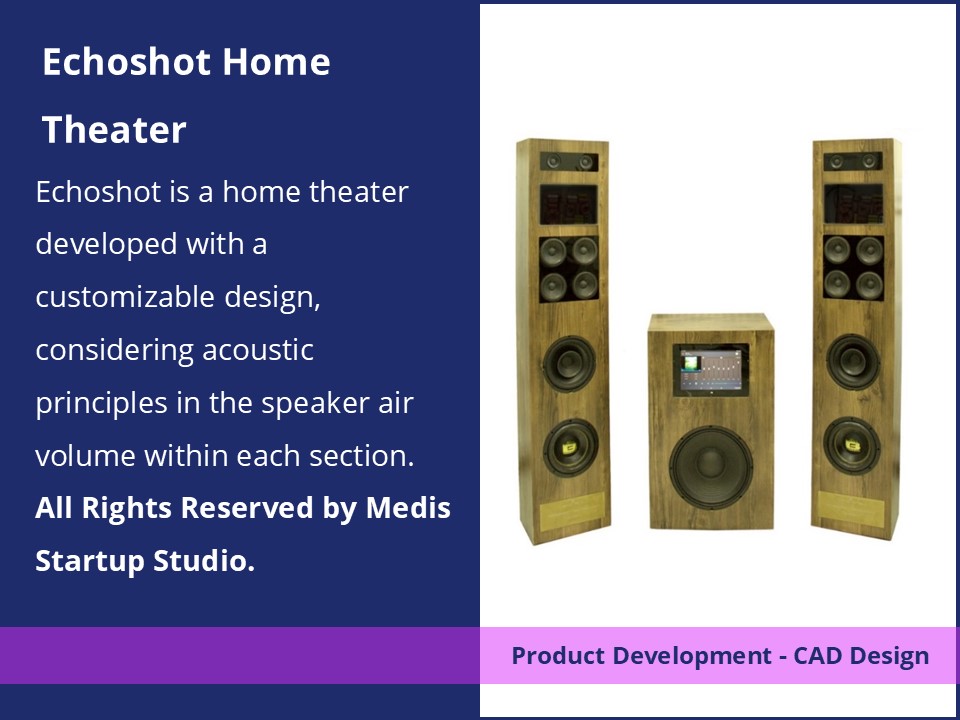 Echoshot Home
Theater
Echoshot is a home theater
developed with a
customizable design,
considering acoustic
principles in the speaker air
volume within each section.
All Rights Reserved by Medis
Startup Studio.
Product Development - CAD Design